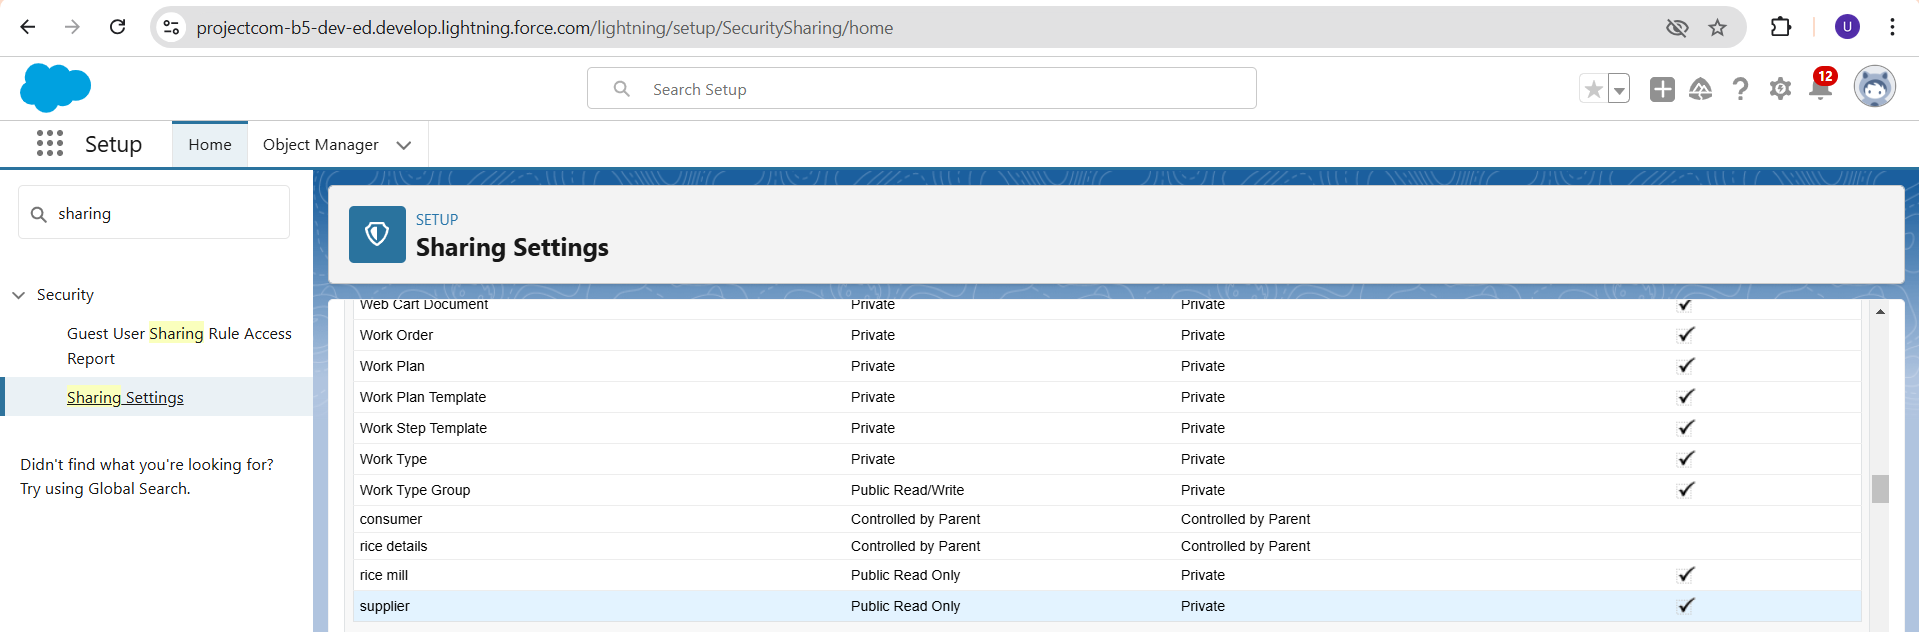 projectcom-b5-dev-ed.develop.lightning.force.com/lightning/setup/SecuritySharing/home
U
Search Setup
12
Setup
Home
Object Manager
sharing
Security
Guest User Sharing Rule Access
Report
Sharing Settings
Didn't find what you're looking for?
Try using Global Search.
SETUP
Sharing Settings
Web Cart Document Private Private
Work Order Private Private
Work Plan Private Private
Work Plan Template Private Private
Work Step Template Private Private
Work Type Private Private
Work Type Group Public Read/Write Private
consumer Controlled by Parent Controlled by Parent
rice details Controlled by Parent Controlled by Parent
rice mill Public Read Only Private
supplier Public Read Only Private